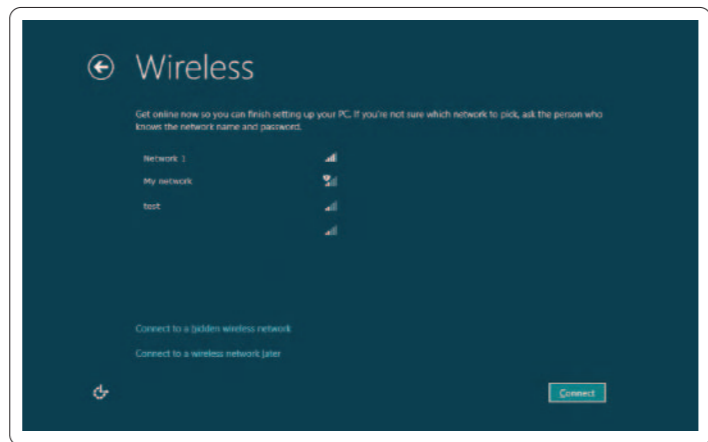 Wireless
Get online now so you can finish setting up your PC. If you're not sure which network to pick, ask the person who
knows the network name and password.
Network 1
My network
test
Connect to a hidden wireless network
Connect to a wireless network later
Connect